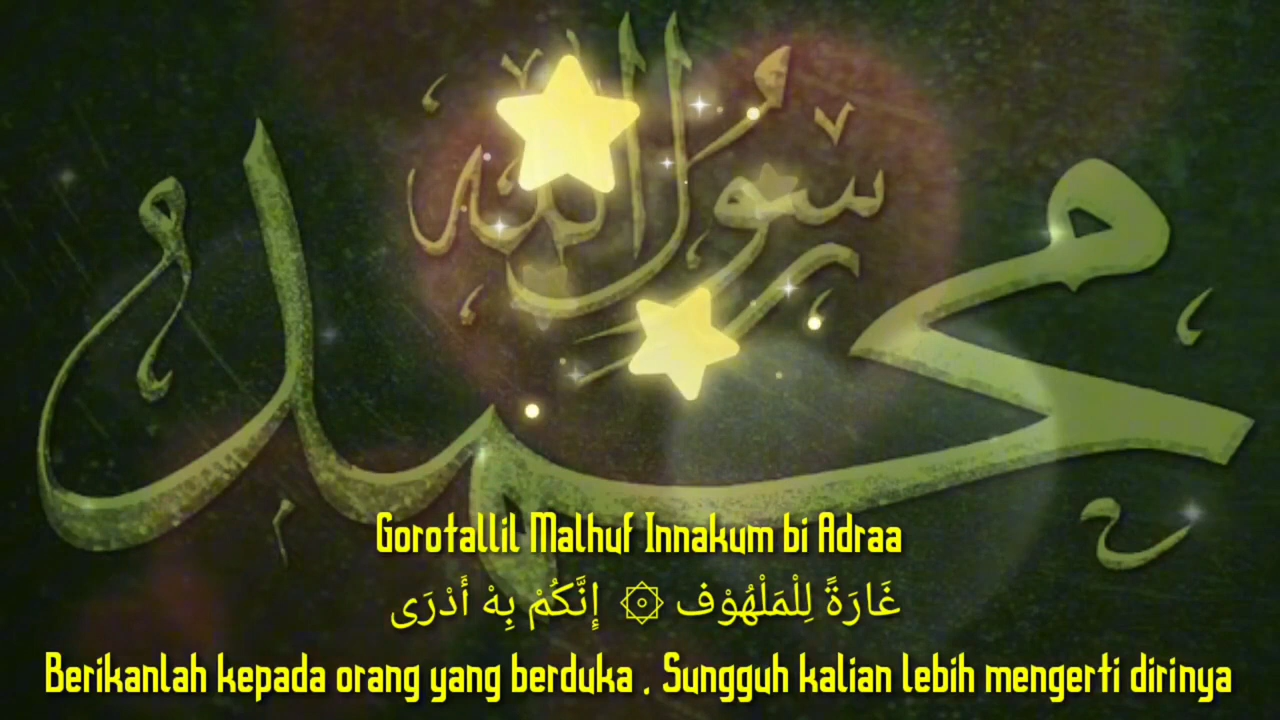 رسول الله
محمد
Gorotallil Malhuf Innakum bi Adraa
غَارَةً لِلْمَلْهُوْف ۞ إِنَّكُمْ بِهْ أَدْرَى
Berikanlah kepada orang yang berduka . Sungguh kalian lebih mengerti dirinya